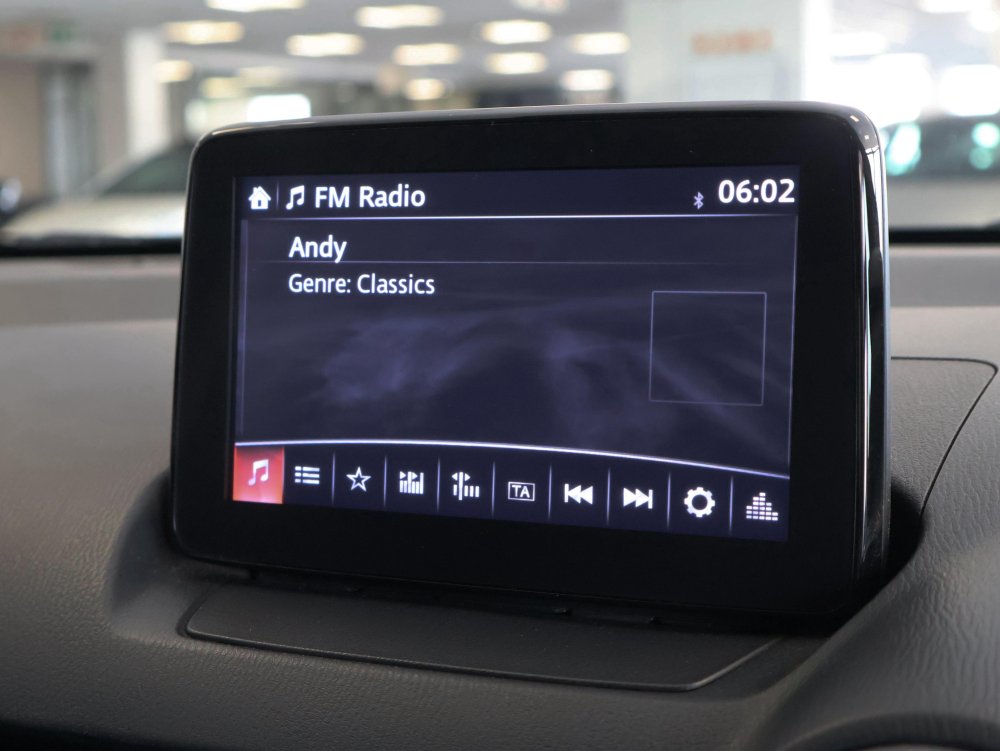 FM Radio
06:02
Andy
Genre: Classics
TA